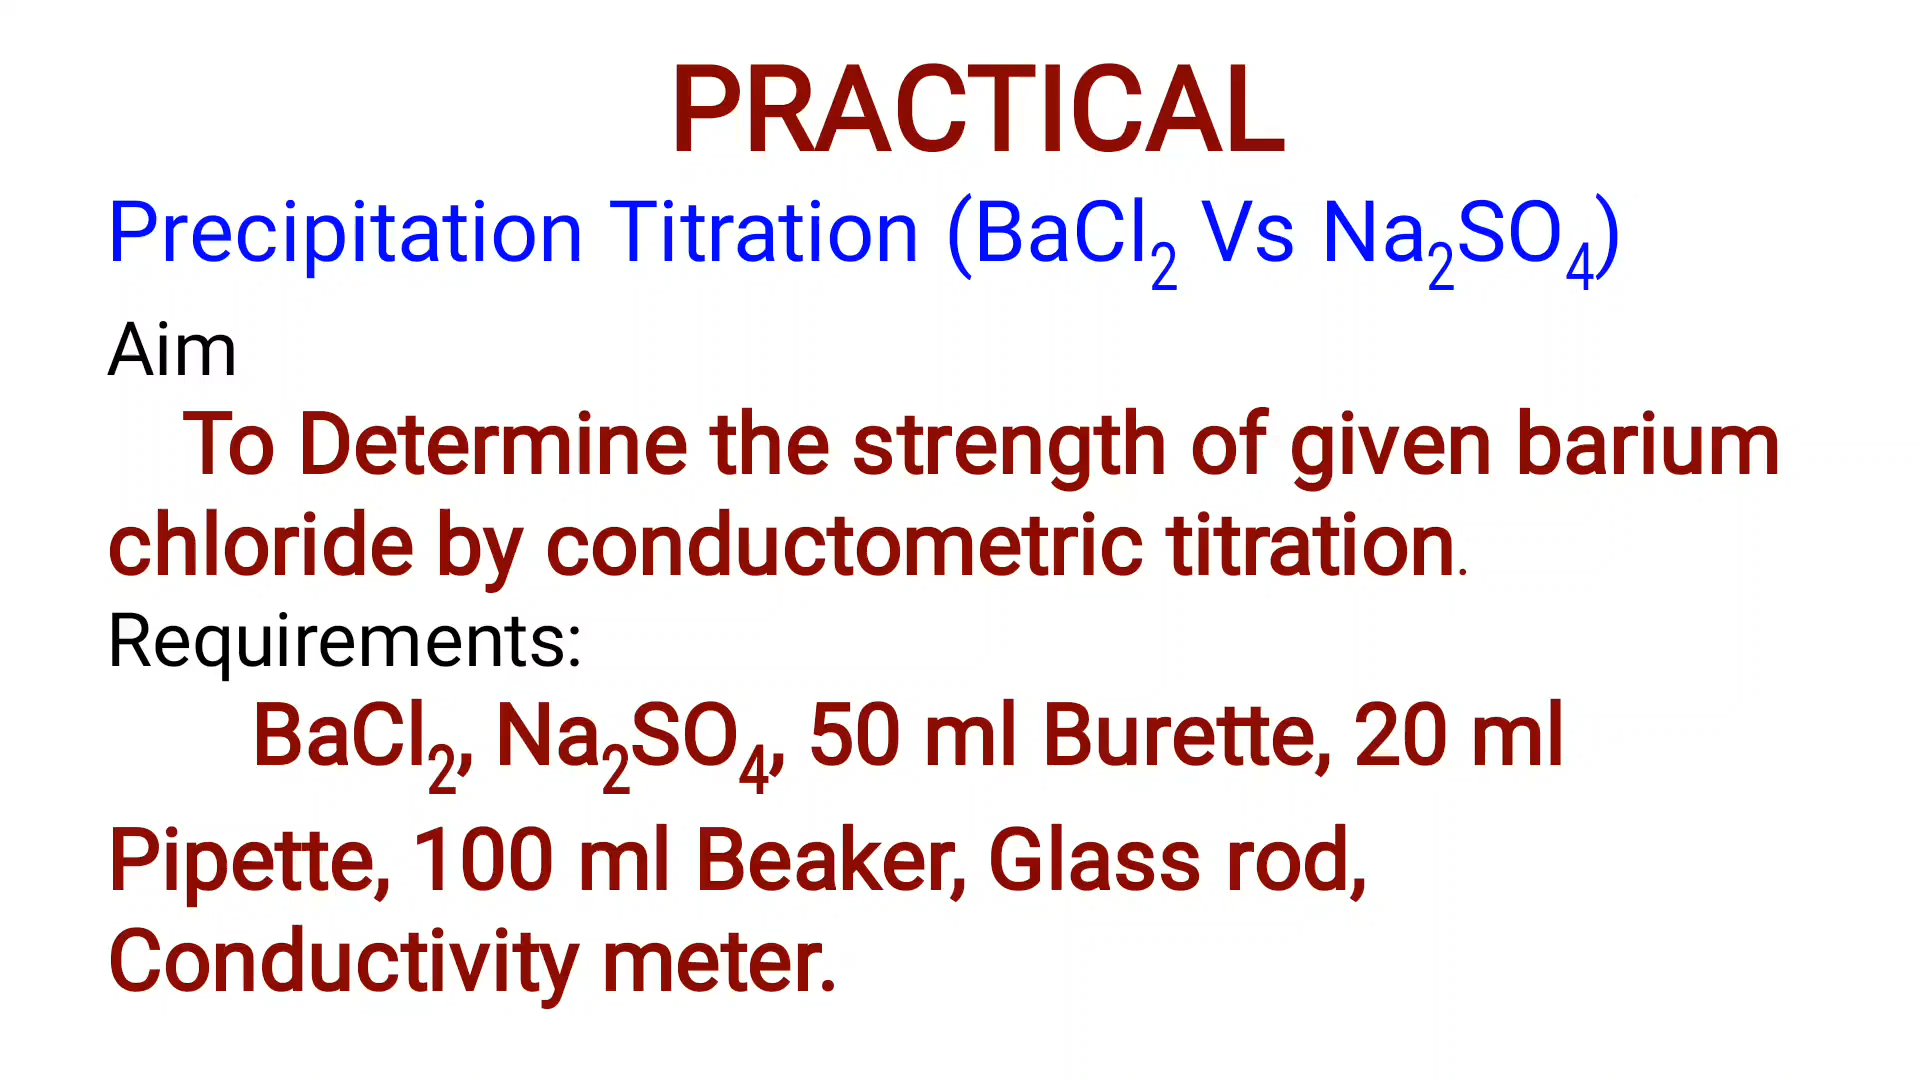 PRACTICAL
Precipitation Titration (BaCl₂ Vs Na₂SO₄)
Aim
To Determine the strength of given barium
chloride by conductometric titration.
Requirements:
BaCl₂, Na₂SO₄, 50 ml Burette, 20 ml
Pipette, 100 ml Beaker, Glass rod,
Conductivity meter.